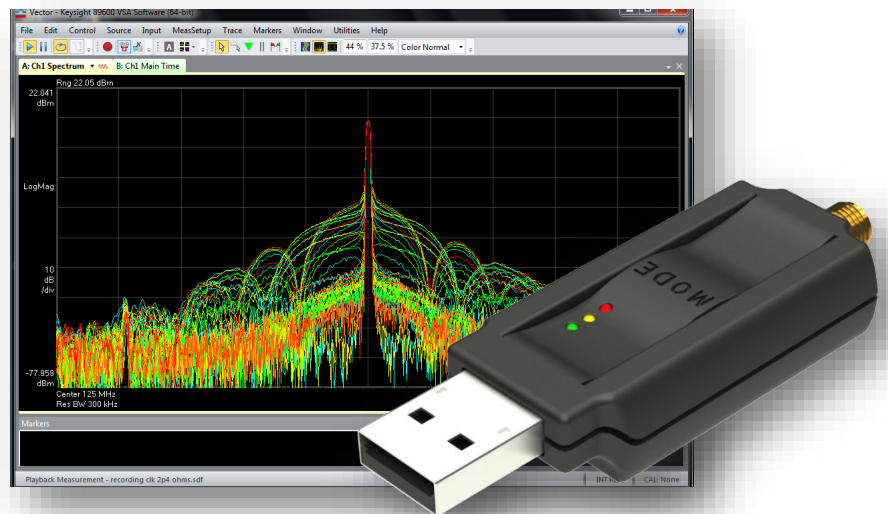 Vector - Keysight 89600 VSA Software (64-bit)
File Edit Control Source Input MeasSetup Trace Markers Window Utilities Help
A 44 % 37.5 % Color Normal
A: Ch1 Spectrum B: Ch1 Main Time
Rng 22.05 dBm
22.041
dBm
LogMag
10
dB
/div
-77.959
dBm
Center 125 MHz
Res BW 300 kHz
MODE
Markers
Playback Measurement - recording clk 2p4 ohms.sdf
INT CAL: None